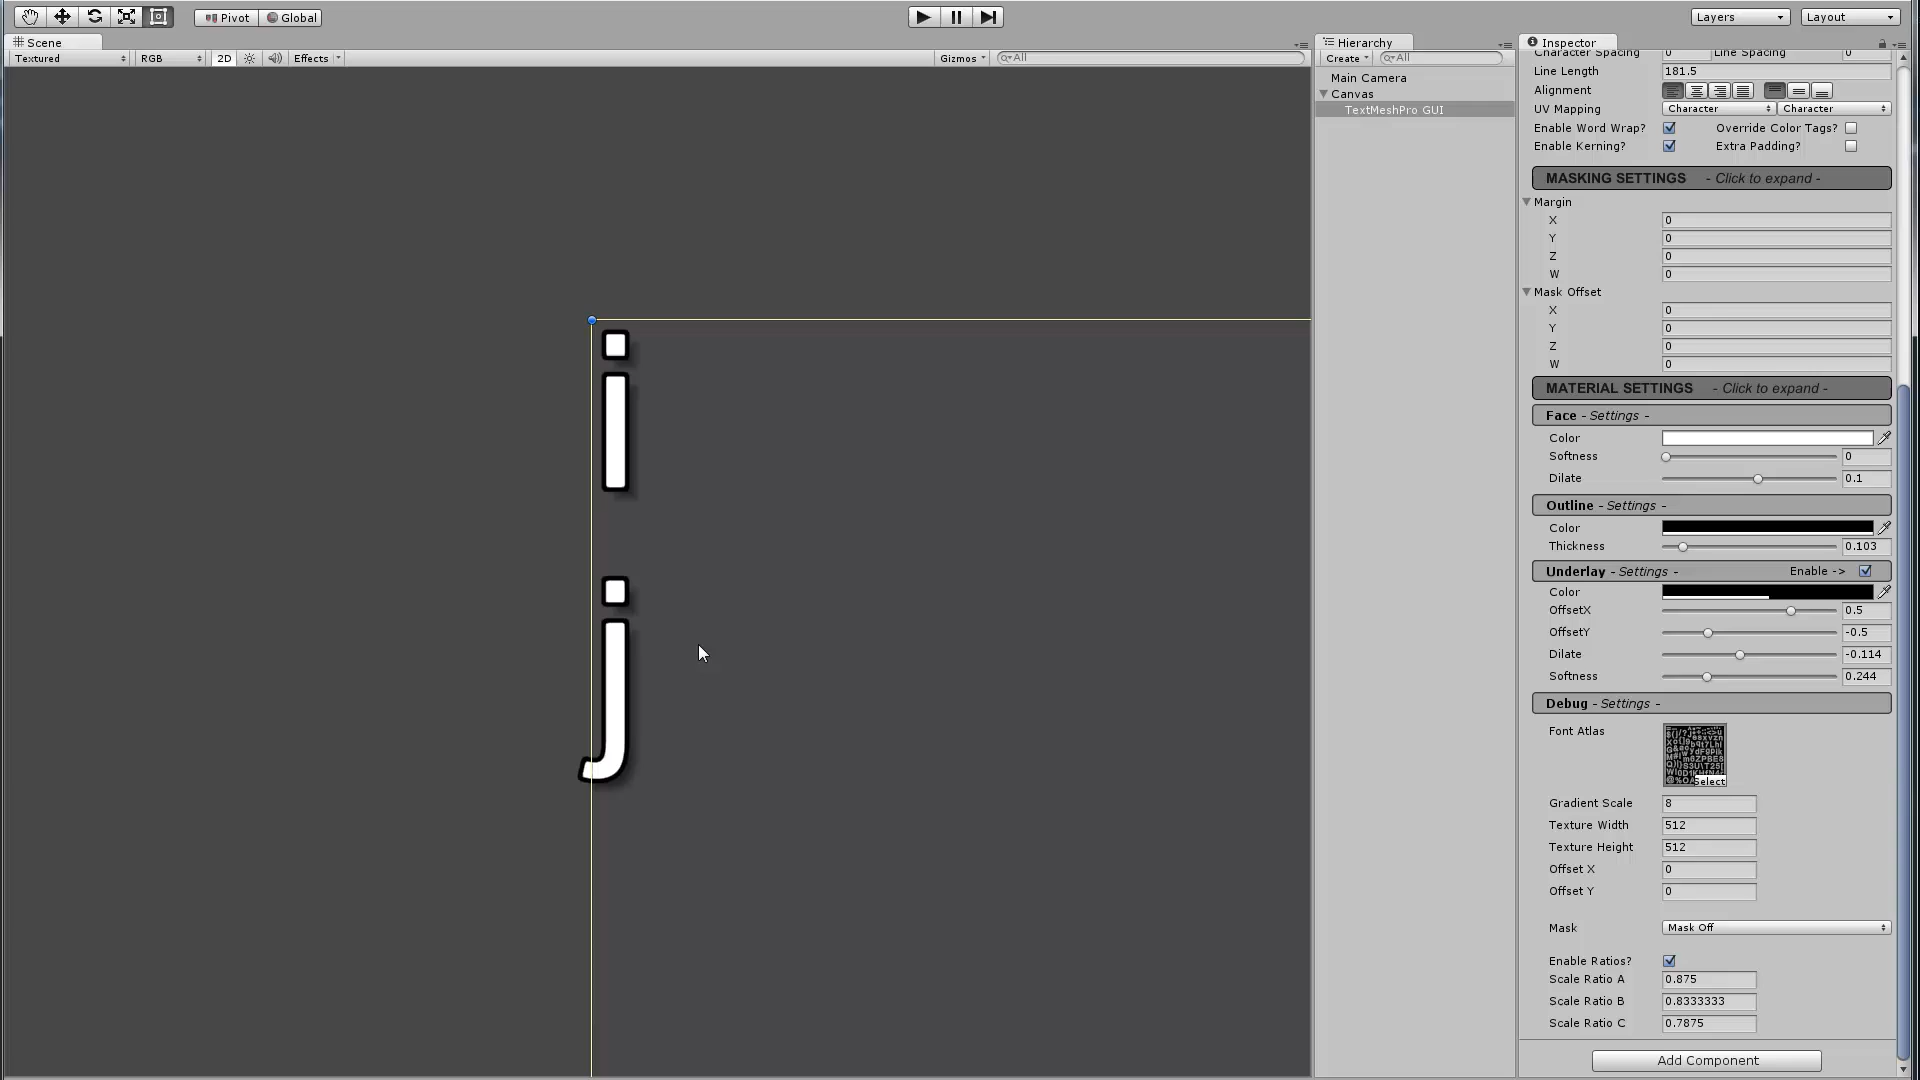 Pivot Global Layers Layout
Scene Hierarchy Inspector
Textured RGB 2D Effects Gizmos All Create All
Main Camera
Canvas
TextMeshPro GUI
i
j
Character Spacing 0 Line Spacing 0
Line Length 181.5
Alignment
UV Mapping Character Character
Enable Word Wrap? Override Color Tags?
Enable Kerning? Extra Padding?
MASKING SETTINGS - Click to expand -
Margin
X 0
Y 0
Z 0
W 0
Mask Offset
X 0
Y 0
Z 0
W 0
MATERIAL SETTINGS - Click to expand -
Face - Settings -
Color
Softness 0
Dilate 0.1
Outline - Settings -
Color
Thickness 0.103
Underlay - Settings - Enable ->
Color
OffsetX 0.5
OffsetY -0.5
Dilate -0.114
Softness 0.244
Debug - Settings -
Font Atlas
Select
Gradient Scale 8
Texture Width 512
Texture Height 512
Offset X 0
Offset Y 0
Mask Mask Off
Enable Ratios?
Scale Ratio A 0.875
Scale Ratio B 0.8333333
Scale Ratio C 0.7875
Add Component